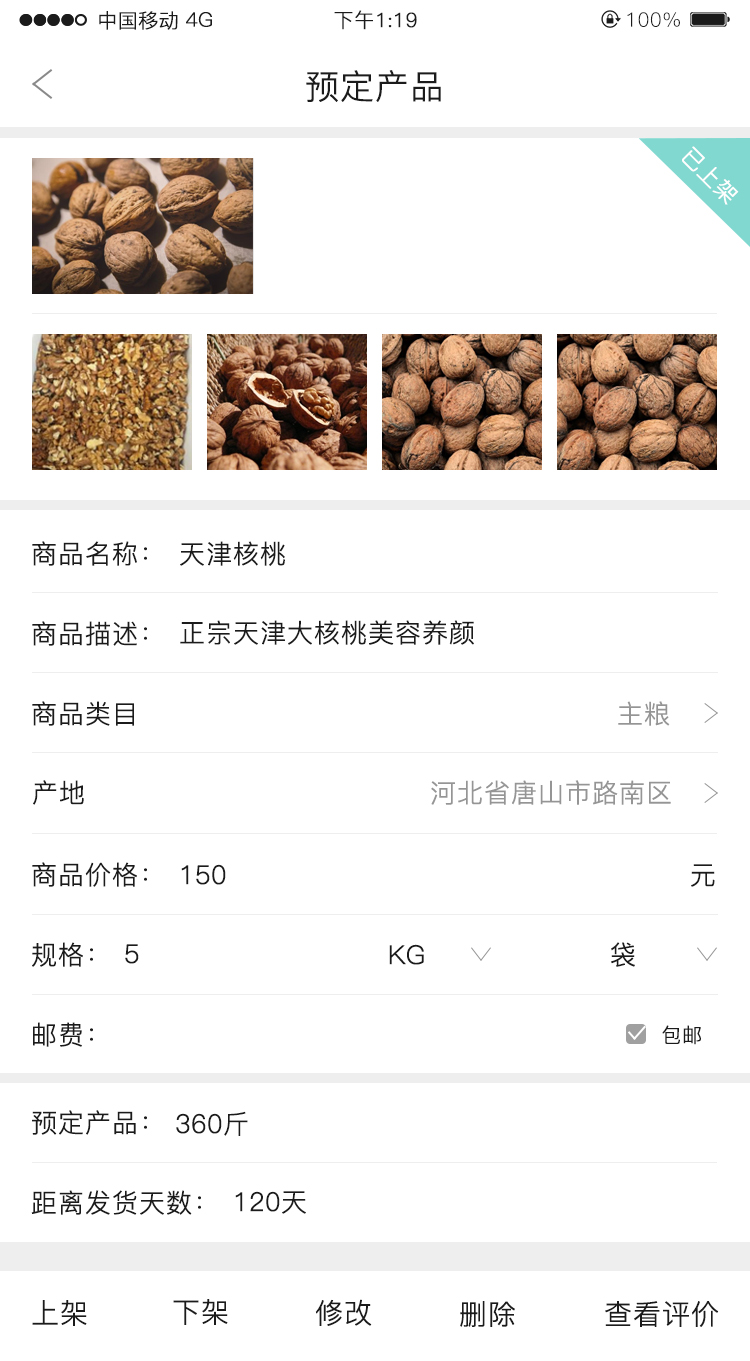 中国移动 4G 下午1:19 100%
预定产品
已上架
商品名称： 天津核桃
商品描述： 正宗天津大核桃美容养颜
商品类目 主粮
产地 河北省唐山市路南区
商品价格： 150 元
规格： 5 KG 袋
邮费： 包邮
预定产品： 360斤
距离发货天数： 120天
上架 下架 修改 删除 查看评价